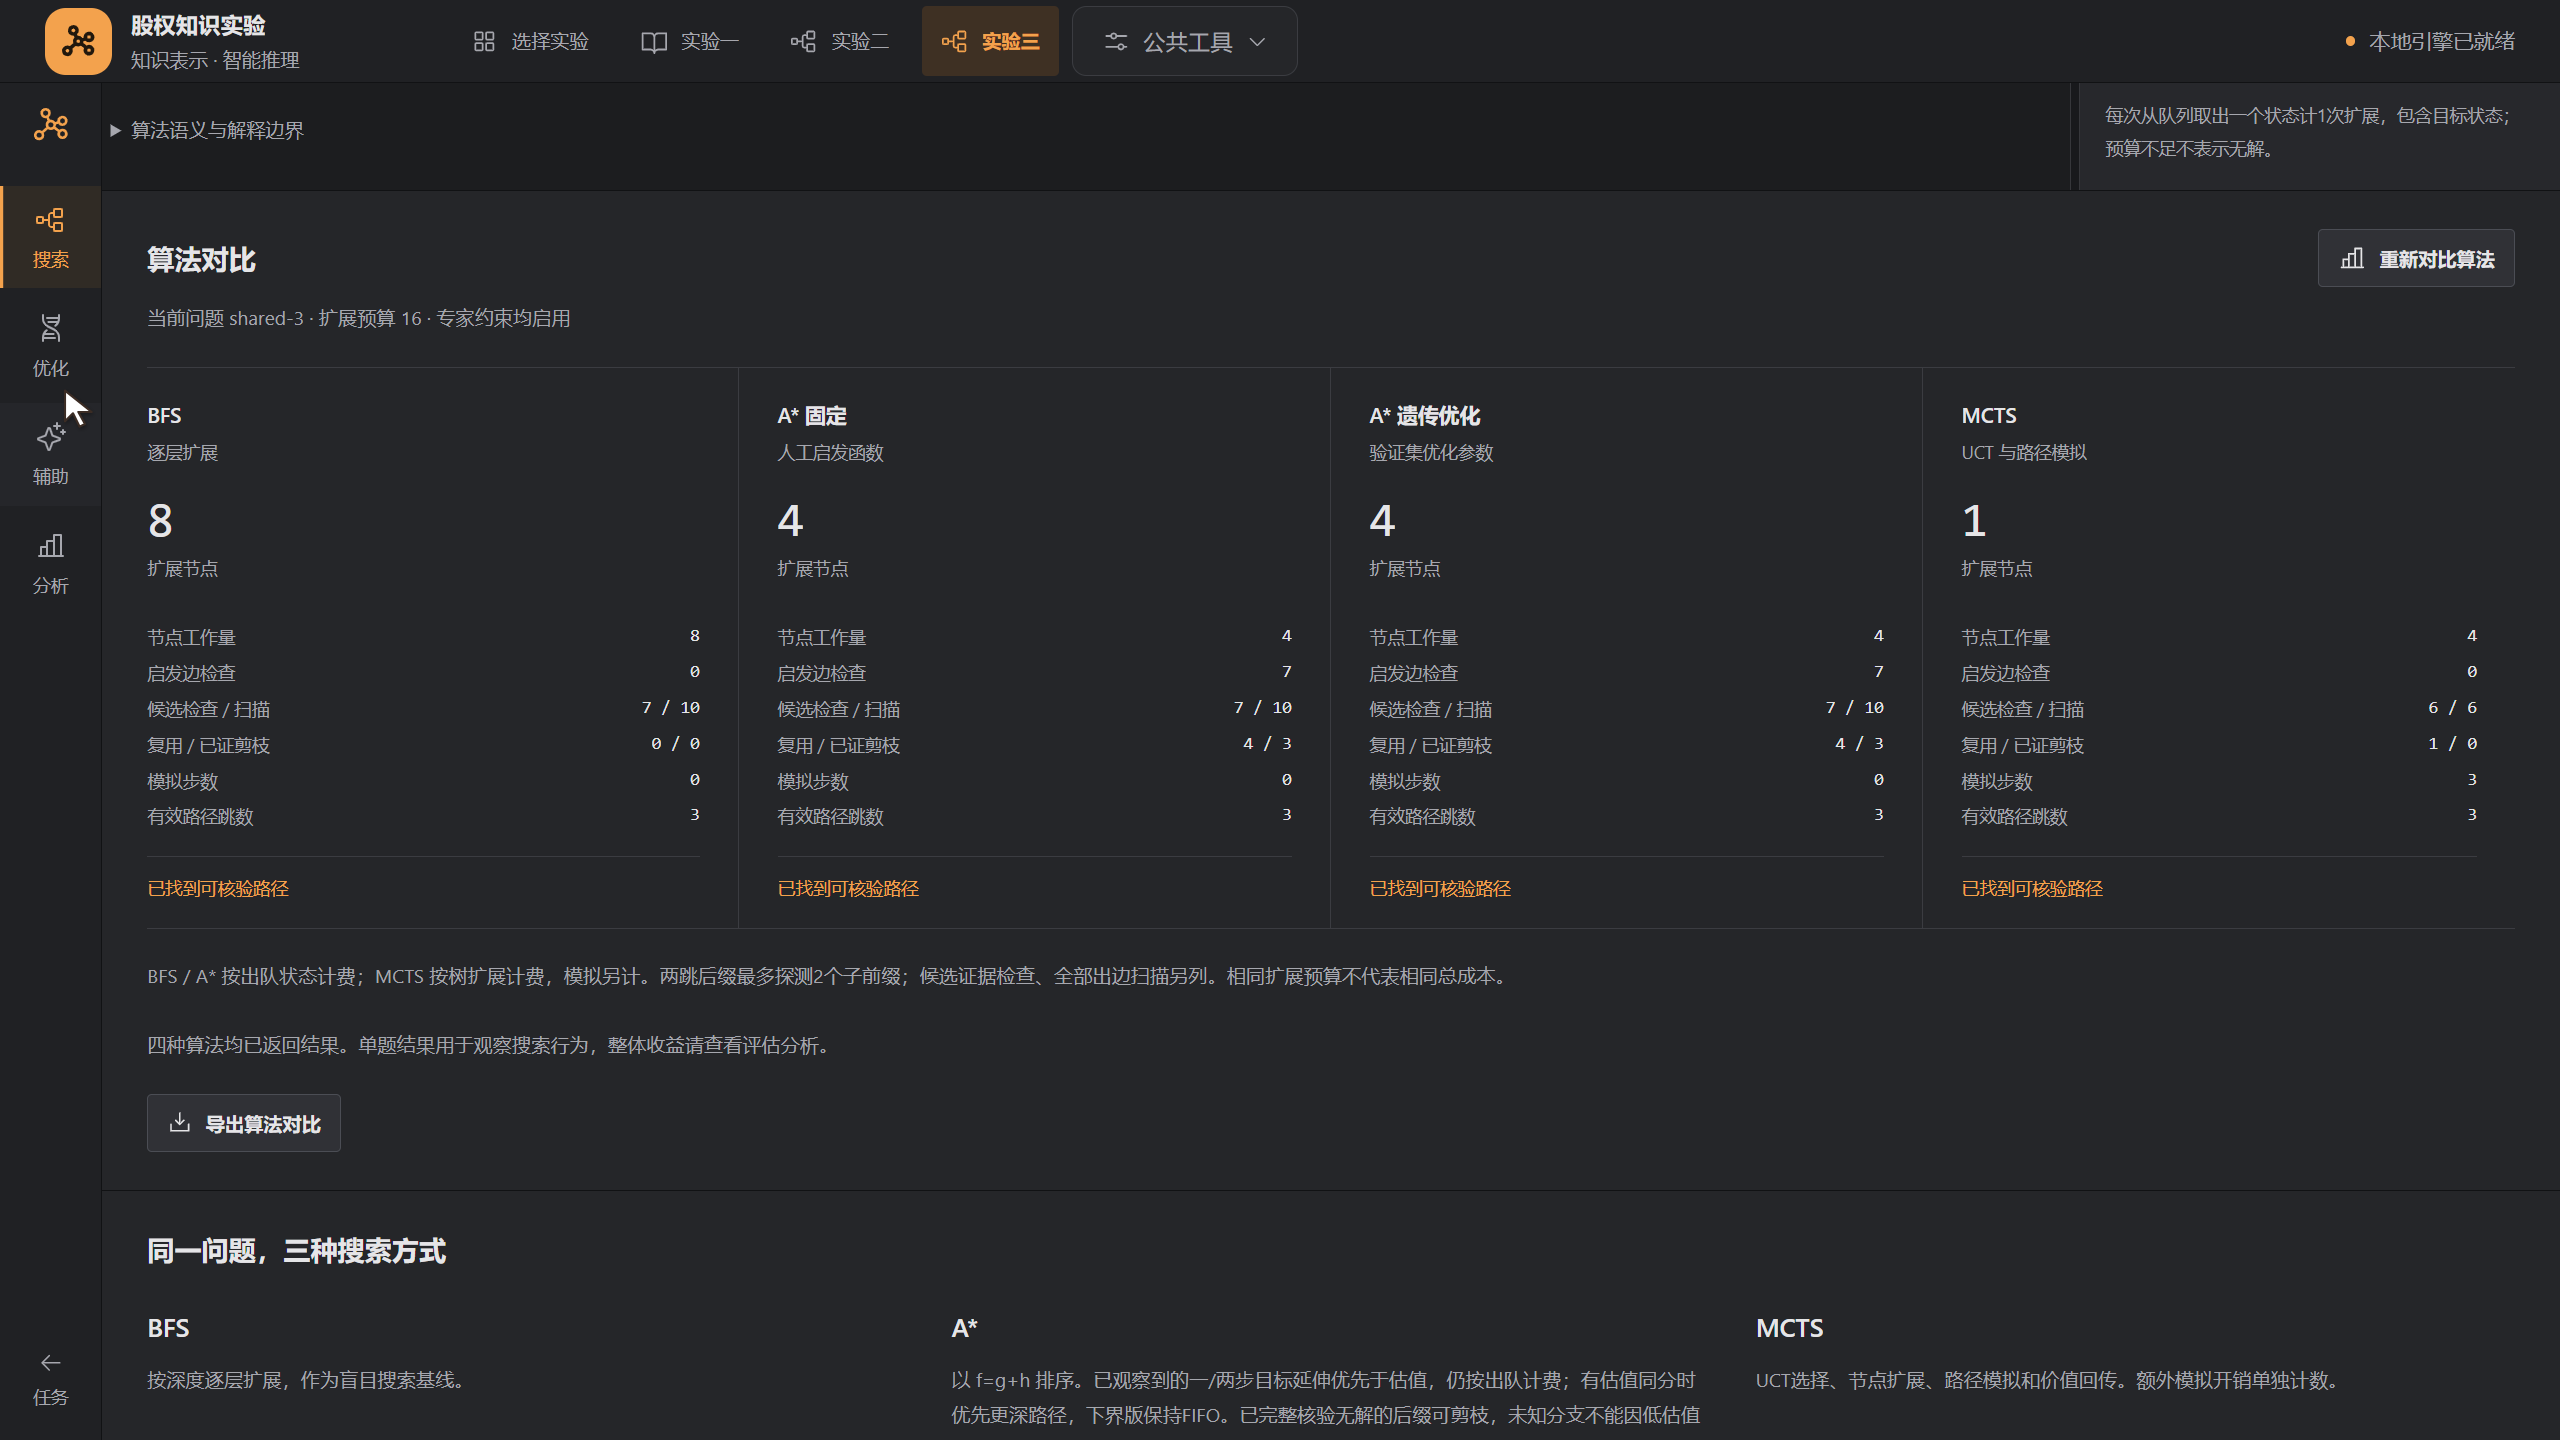 股权知识实验
知识表示 · 智能推理
选择实验
实验一
实验二
实验三
公共工具
本地引擎已就绪
搜索
优化
辅助
分析
任务
算法语义与解释边界
每次从队列取出一个状态计1次扩展，包含目标状态；
预算不足不表示无解。
算法对比
重新对比算法
当前问题 shared-3 · 扩展预算 16 · 专家约束均启用
BFS
逐层扩展
8
扩展节点
节点工作量 8
启发边检查 0
候选检查 / 扫描 7 / 10
复用 / 已证剪枝 0 / 0
模拟步数 0
有效路径跳数 3
已找到可核验路径
A* 固定
人工启发函数
4
扩展节点
节点工作量 4
启发边检查 7
候选检查 / 扫描 7 / 10
复用 / 已证剪枝 4 / 3
模拟步数 0
有效路径跳数 3
已找到可核验路径
A* 遗传优化
验证集优化参数
4
扩展节点
节点工作量 4
启发边检查 7
候选检查 / 扫描 7 / 10
复用 / 已证剪枝 4 / 3
模拟步数 0
有效路径跳数 3
已找到可核验路径
MCTS
UCT 与路径模拟
1
扩展节点
节点工作量 4
启发边检查 0
候选检查 / 扫描 6 / 6
复用 / 已证剪枝 1 / 0
模拟步数 3
有效路径跳数 3
已找到可核验路径
BFS / A* 按出队状态计费；MCTS 按树扩展计费，模拟另计。两跳后缀最多探测2个子前缀；候选证据检查、全部出边扫描另列。相同扩展预算不代表相同总成本。
四种算法均已返回结果。单题结果用于观察搜索行为，整体收益请查看评估分析。
导出算法对比
同一问题，三种搜索方式
BFS
按深度逐层扩展，作为盲目搜索基线。
A*
以 f=g+h 排序。已观察到的一/两步目标延伸优先于估值，仍按出队计费；有估值同分时
优先更深路径，下界版保持FIFO。已完整核验无解的后缀可剪枝，未知分支不能因低估值
MCTS
UCT选择、节点扩展、路径模拟和价值回传。额外模拟开销单独计数。